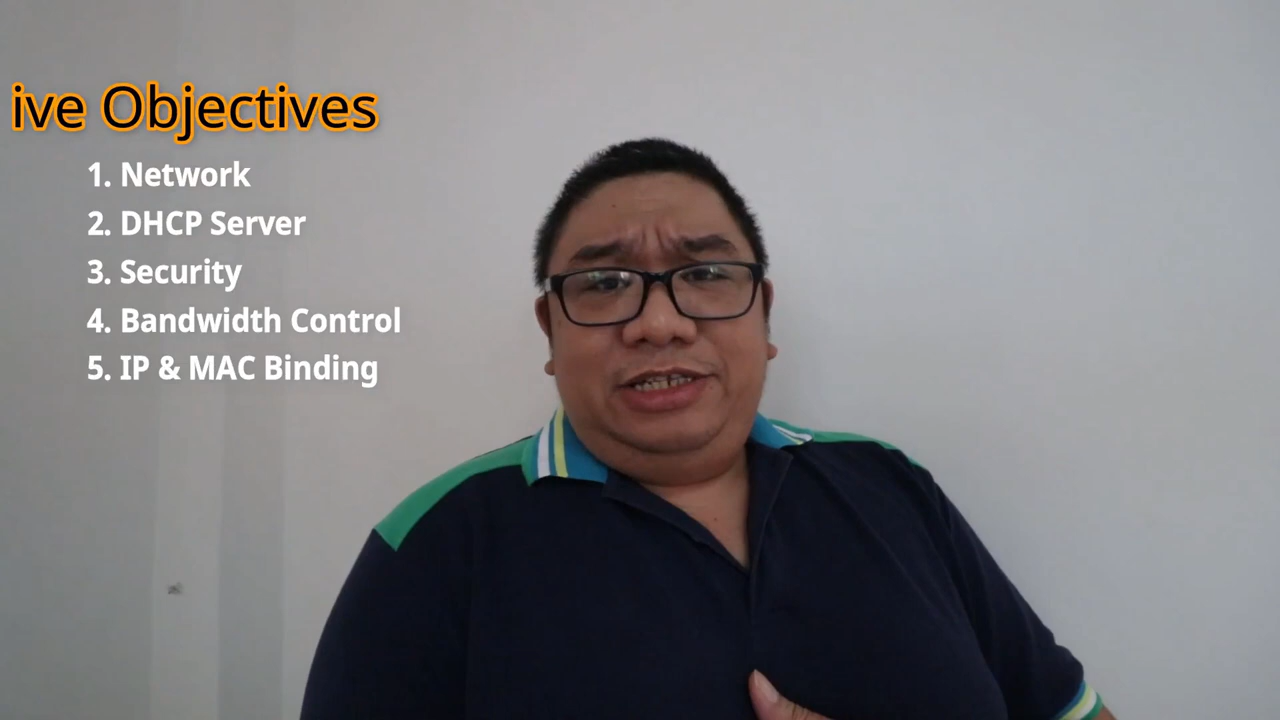 ive Objectives
1. Network
2. DHCP Server
3. Security
4. Bandwidth Control
5. IP & MAC Binding